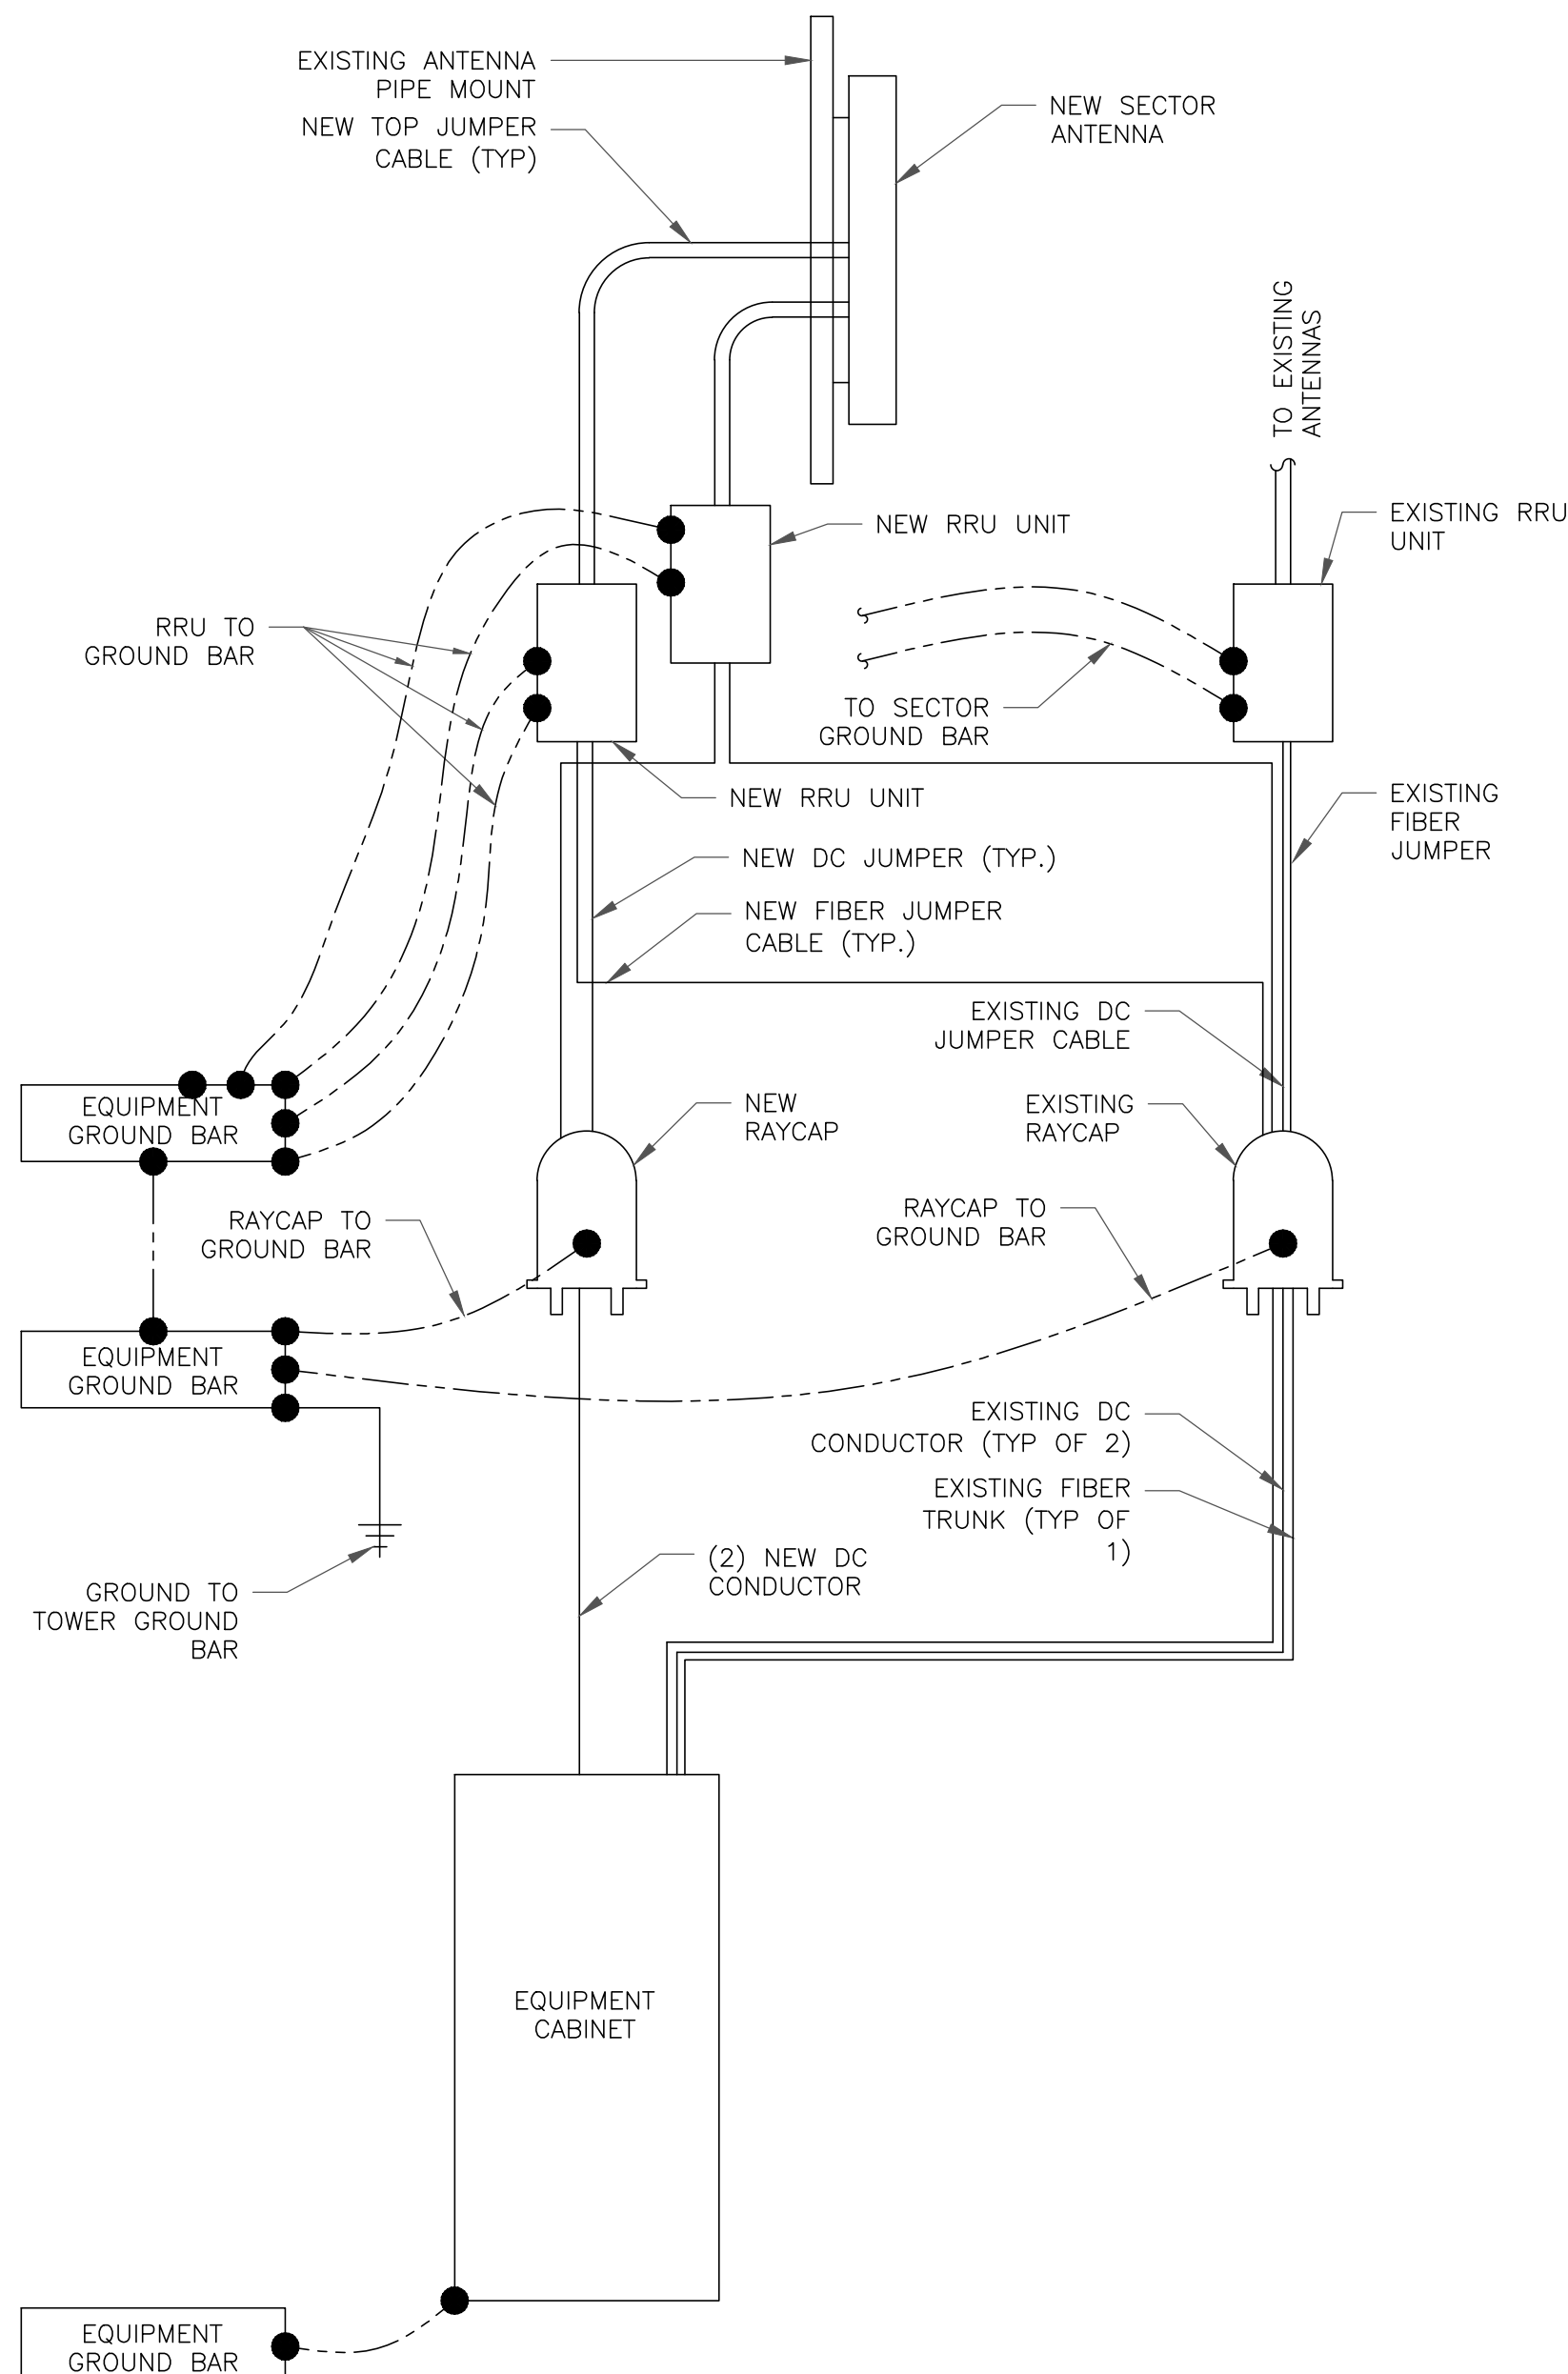 EXISTING ANTENNA
PIPE MOUNT
NEW TOP JUMPER
CABLE (TYP)
NEW SECTOR
ANTENNA
TO EXISTING
ANTENNAS
NEW RRU UNIT
EXISTING RRU
UNIT
RRU TO
GROUND BAR
TO SECTOR
GROUND BAR
NEW RRU UNIT
EXISTING
FIBER
JUMPER
NEW DC JUMPER (TYP.)
NEW FIBER JUMPER
CABLE (TYP.)
EXISTING DC
JUMPER CABLE
EQUIPMENT
GROUND BAR
NEW
RAYCAP
EXISTING
RAYCAP
RAYCAP TO
GROUND BAR
RAYCAP TO
GROUND BAR
EQUIPMENT
GROUND BAR
EXISTING DC
CONDUCTOR (TYP OF 2)
EXISTING FIBER
TRUNK (TYP OF
1)
(2) NEW DC
CONDUCTOR
GROUND TO
TOWER GROUND
BAR
EQUIPMENT
CABINET
EQUIPMENT
GROUND BAR